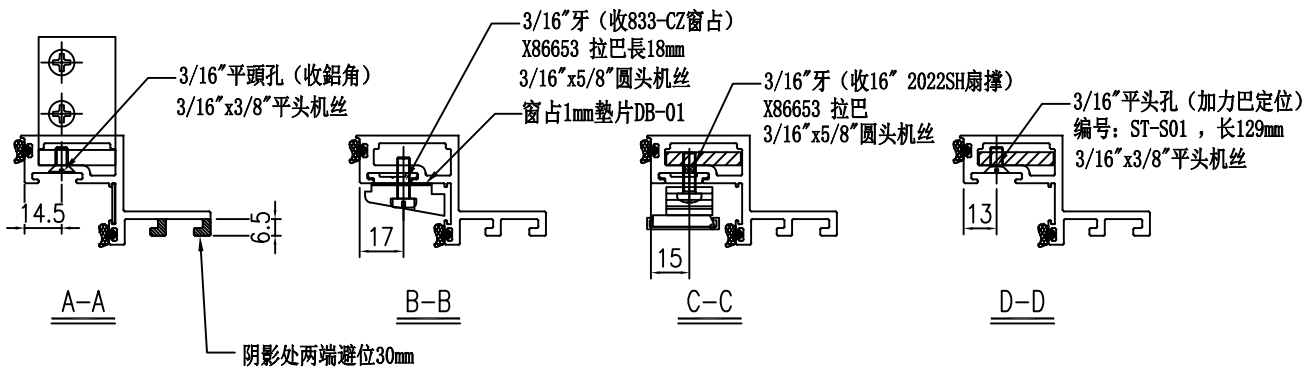 3/16"平頭孔（收鋁角）
3/16"x3/8"平头机丝
14.5
6.5
A-A
阴影处两端避位30mm
3/16"牙（收833-CZ窗占）
X86653 拉巴長18mm
3/16"x5/8"圆头机丝
窗占1mm墊片DB-01
17
B-B
3/16"牙（收16" 2022SH扇撑）
X86653 拉巴
3/16"x5/8"圆头机丝
15
C-C
3/16"平头孔（加力巴定位）
编号: ST-S01 , 长129mm
3/16"x3/8"平头机丝
13
D-D